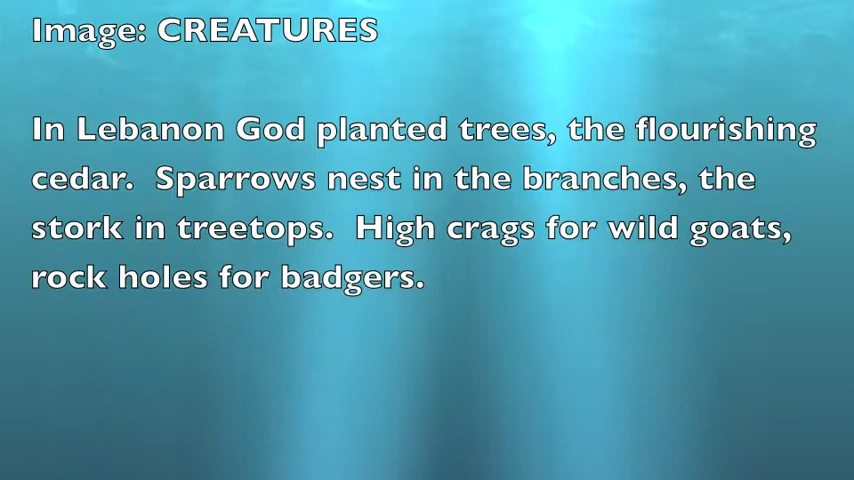 Image: CREATURES
In Lebanon God planted trees, the flourishing
cedar.  Sparrows nest in the branches, the
stork in treetops.  High crags for wild goats,
rock holes for badgers.